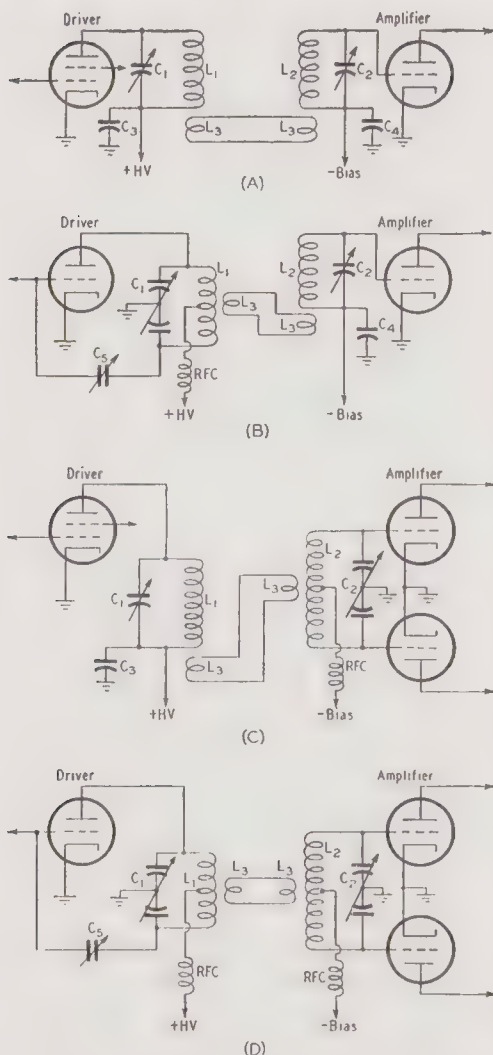 Driver Amplifier
C₁ L₁ L₂ C₂
C₃ L₃ L₃ C₄
+HV -Bias
(A)
Driver Amplifier
C₁ L₁ L₂ C₂
L₃ L₃
C₅ RFC C₄
+HV -Bias
(B)
Driver Amplifier
C₁ L₁ L₃ L₂ C₂
C₃ L₃ RFC
+HV -Bias
(C)
Driver Amplifier
C₁ L₁ L₃ L₃ L₂ C₂
C₅ RFC RFC
+HV -Bias
(D)